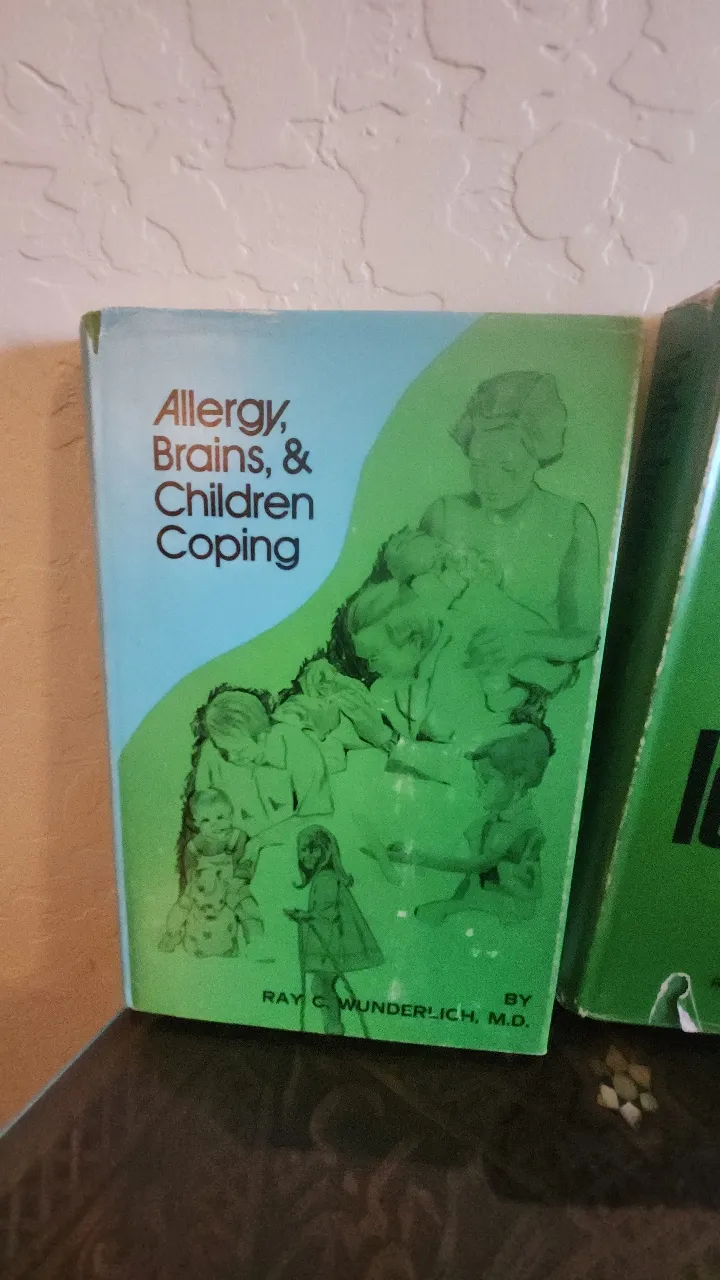 Allergy,
Brains, &
Children
Coping
BY
RAY C. WUNDERLICH, M.D.